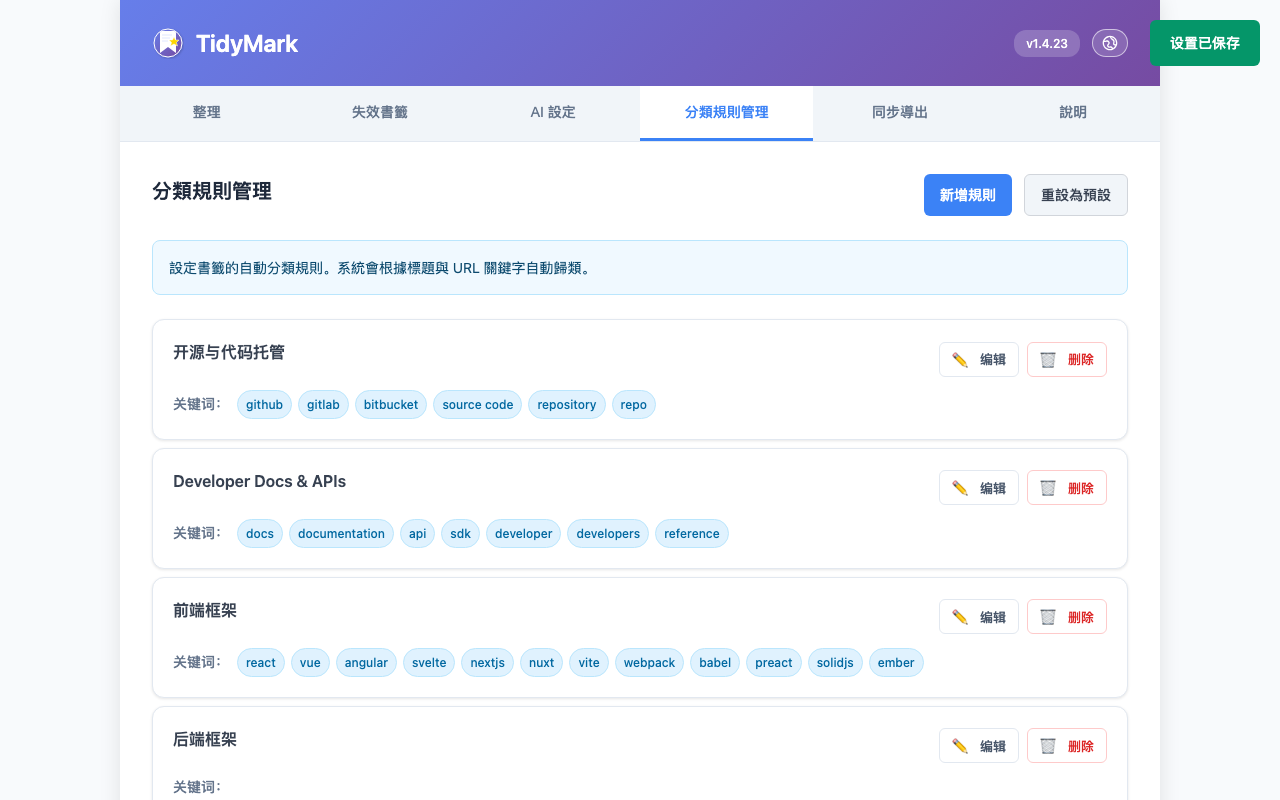 TidyMark
v1.4.23
设置已保存
整理
失效書籤
AI 設定
分類規則管理
同步導出
說明
分類規則管理
新增規則
重設為預設
設定書籤的自動分類規則。系統會根據標題與 URL 關鍵字自動歸類。
开源与代码托管
编辑
删除
关键词: github gitlab bitbucket source code repository repo
Developer Docs & APIs
编辑
删除
关键词: docs documentation api sdk developer developers reference
前端框架
编辑
删除
关键词: react vue angular svelte nextjs nuxt vite webpack babel preact solidjs ember
后端框架
编辑
删除
关键词: